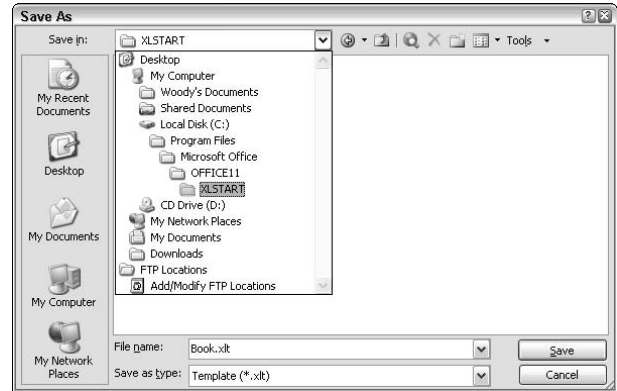 Save As
Save in:
XLSTART
Tools
My Recent
Documents
Desktop
My Documents
My Computer
My Network
Places
Desktop
My Computer
Woody's Documents
Shared Documents
Local Disk (C:)
Program Files
Microsoft Office
OFFICE11
XLSTART
CD Drive (D:)
My Network Places
My Documents
Downloads
FTP Locations
Add/Modify FTP Locations
File name:
Book.xlt
Save
Save as type:
Template (*.xlt)
Cancel